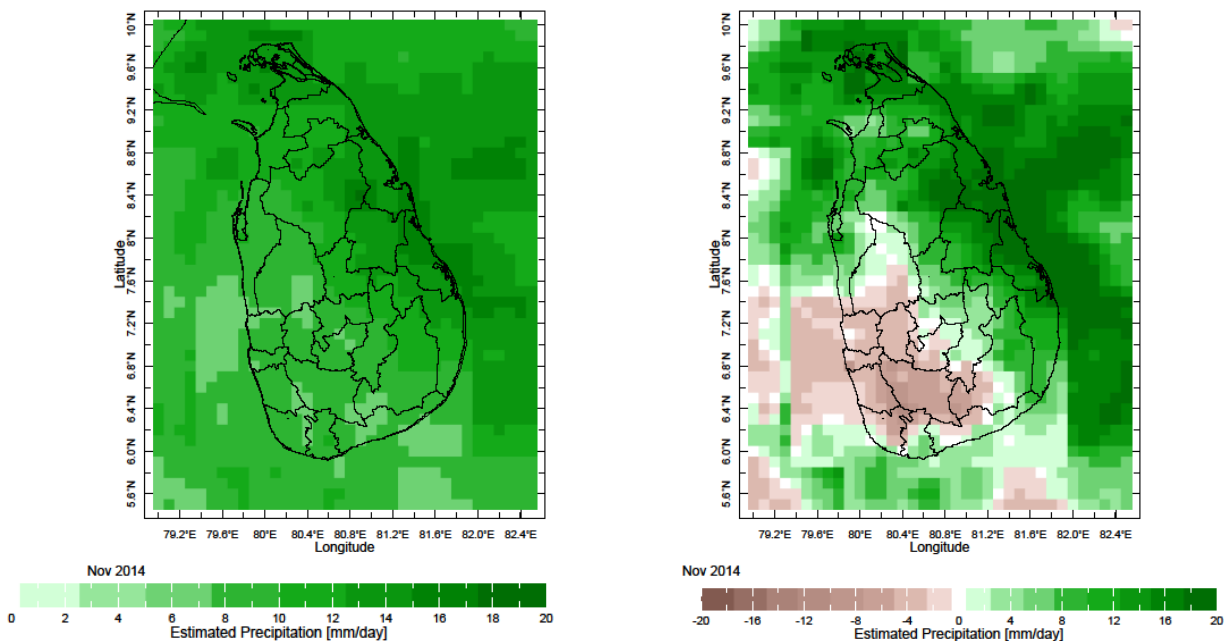 10°N
9.6°N
9.2°N
8.8°N
8.4°N
8°N
7.6°N
7.2°N
6.8°N
6.4°N
6.0°N
5.6°N
Latitude
79.2°E 79.6°E 80°E 80.4°E 80.8°E 81.2°E 81.6°E 82.0°E 82.4°E
Longitude
Nov 2014
0 2 4 6 8 10 12 14 16 18 20
Estimated Precipitation [mm/day]
10°N
9.6°N
9.2°N
8.8°N
8.4°N
8°N
7.6°N
7.2°N
6.8°N
6.4°N
6.0°N
5.6°N
Latitude
79.2°E 79.6°E 80°E 80.4°E 80.8°E 81.2°E 81.6°E 82.0°E 82.4°E
Longitude
Nov 2014
-20 -16 -12 -8 -4 0 4 8 12 16 20
Estimated Precipitation [mm/day]